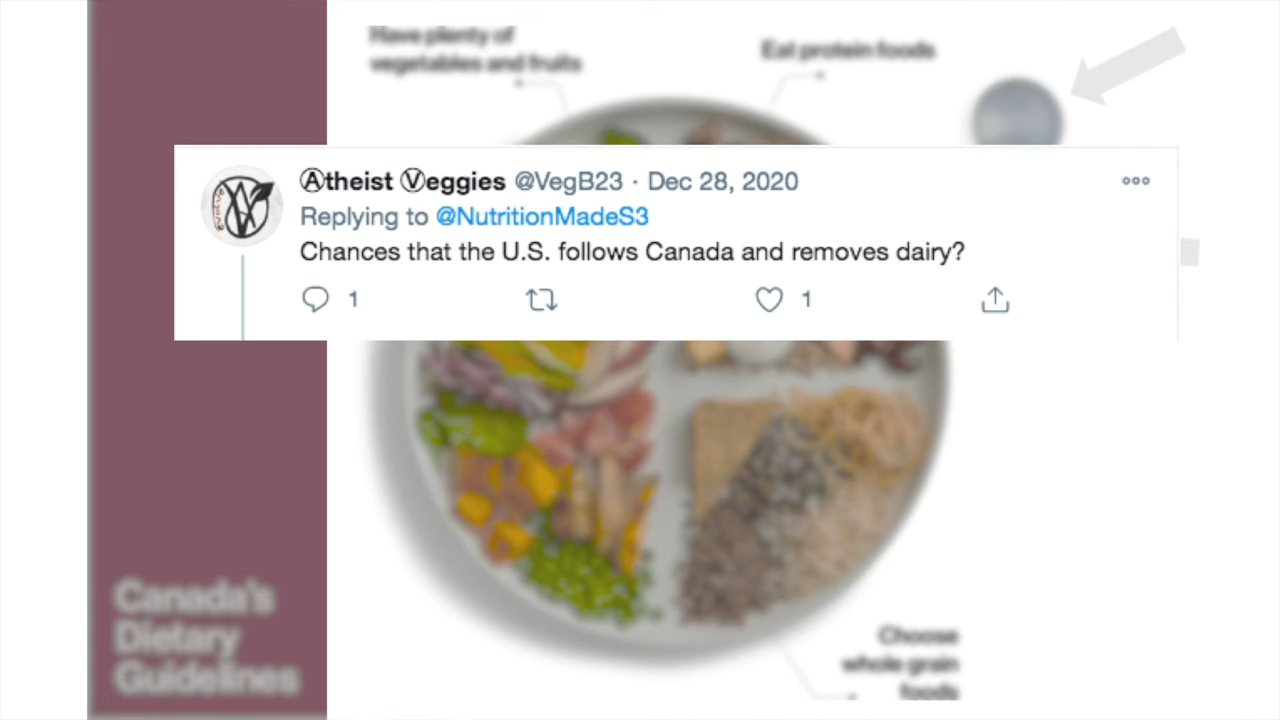 Have plenty of
vegetables and fruits
Eat protein foods
Ⓐtheist Ⓥeggies @VegB23 · Dec 28, 2020
Replying to @NutritionMadeS3
Chances that the U.S. follows Canada and removes dairy?
1
1
Canada's
Dietary
Guidelines
Choose
whole grain
foods